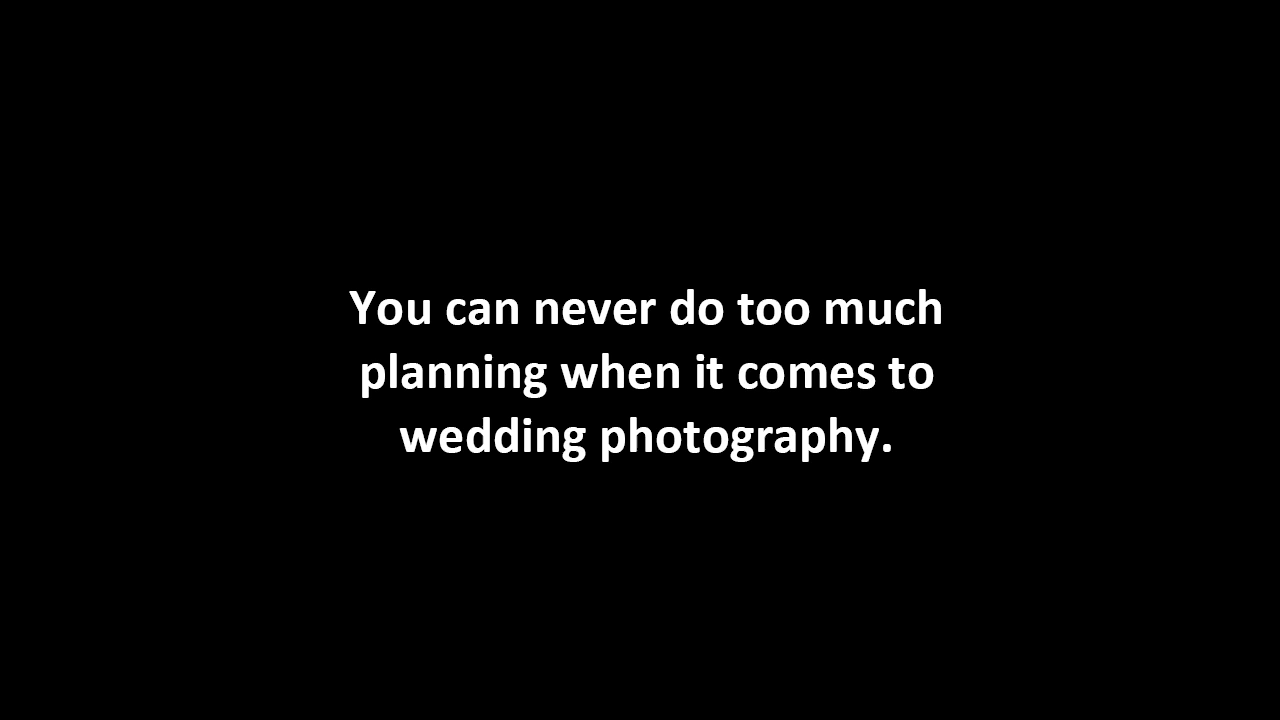 You can never do too much
planning when it comes to
wedding photography.